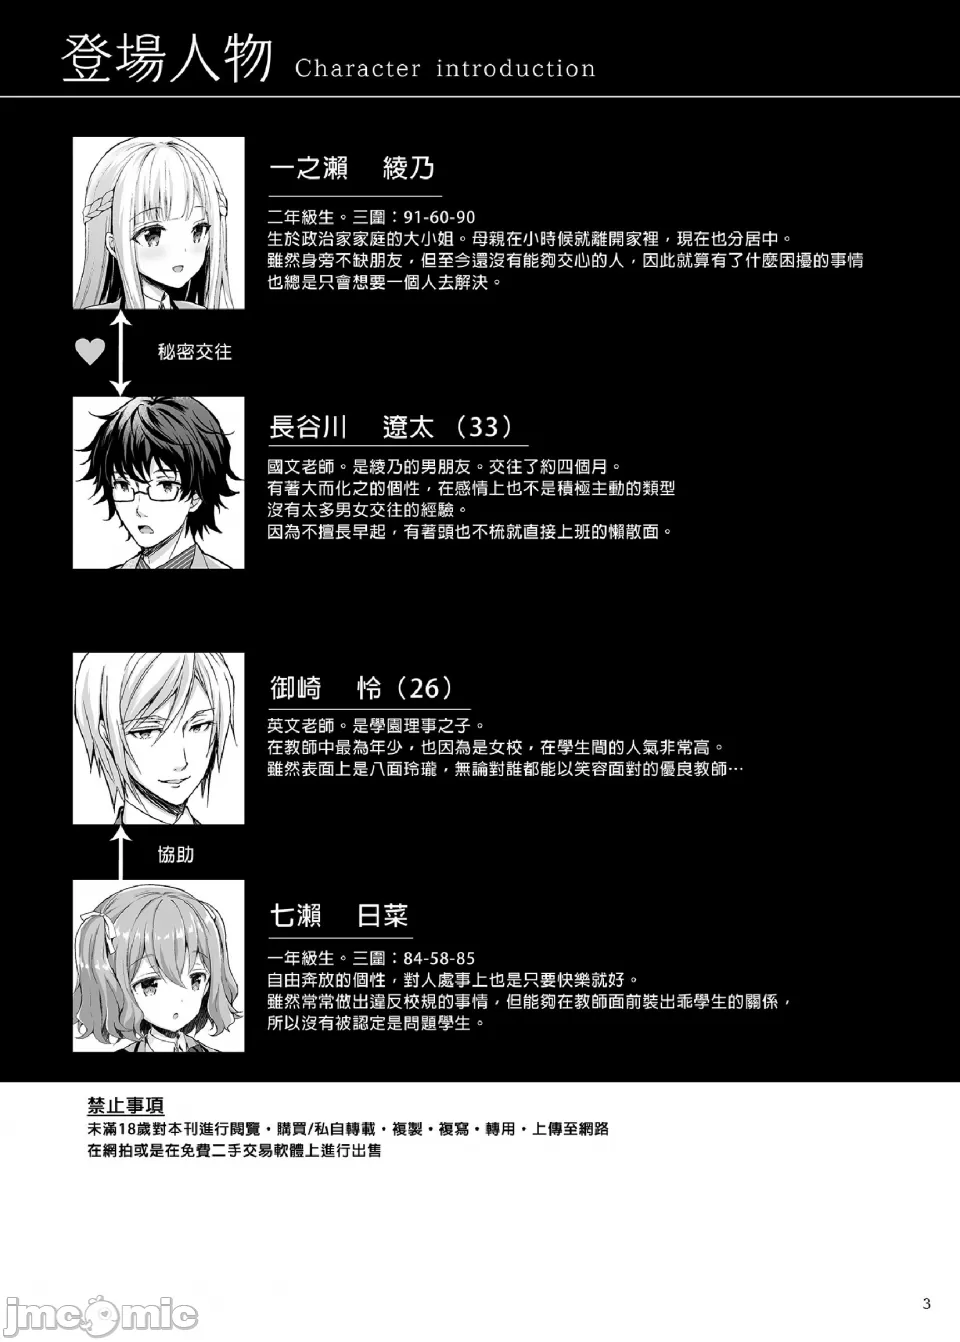 登場人物 Character introduction
一之瀨 綾乃
二年級生。三圍：91-60-90
生於政治家家庭的大小姐。母親在小時候就離開家裡，現在也分居中。
雖然身旁不缺朋友，但至今還沒有能夠交心的人，因此就算有了什麼困擾的事情
也總是只會想要一個人去解決。
秘密交往
長谷川 遼太（33）
國文老師。是綾乃的男朋友。交往了約四個月。
有著大而化之的個性，在感情上也不是積極主動的類型
沒有太多男女交往的經驗。
因為不擅長早起，有著頭也不梳就直接上班的懶散面。
御崎 怜（26）
英文老師。是學園理事之子。
在教師中最為年少，也因為是女校，在學生間的人氣非常高。
雖然表面上是八面玲瓏，無論對誰都能以笑容面對的優良教師…
協助
七瀨 日菜
一年級生。三圍：84-58-85
自由奔放的個性，對人處事上也是只要快樂就好。
雖然常常做出違反校規的事情，但能夠在教師面前裝出乖學生的關係，
所以沒有被認定是問題學生。
禁止事項
未滿18歲對本刊進行閱覽・購買/私自轉載・複製・複寫・轉用・上傳至網路
在網拍或是在免費二手交易軟體上進行出售
3
jmcomic